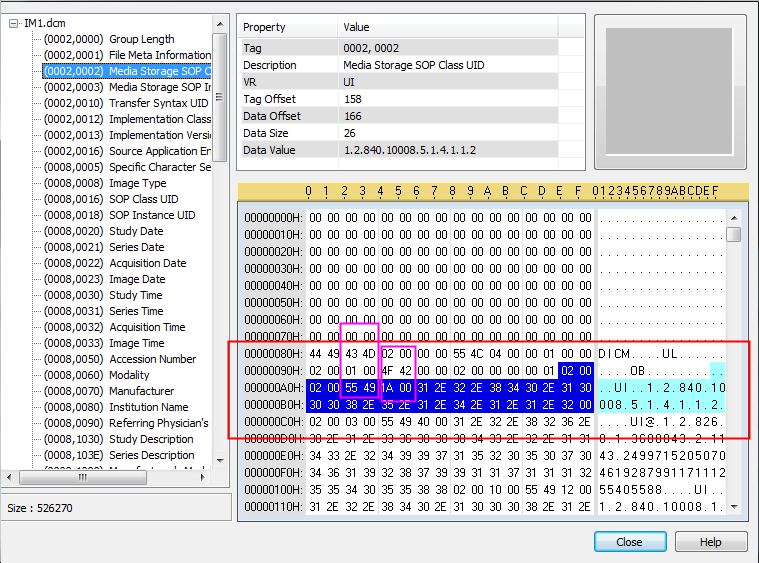 IM1.dcm
(0002,0000) Group Length
(0002,0001) File Meta Information
(0002,0002) Media Storage SOP C
(0002,0003) Media Storage SOP In
(0002,0010) Transfer Syntax UID
(0002,0012) Implementation Class
(0002,0013) Implementation Versio
(0002,0016) Source Application En
(0008,0005) Specific Character Se
(0008,0008) Image Type
(0008,0016) SOP Class UID
(0008,0018) SOP Instance UID
(0008,0020) Study Date
(0008,0021) Series Date
(0008,0022) Acquisition Date
(0008,0023) Image Date
(0008,0030) Study Time
(0008,0031) Series Time
(0008,0032) Acquisition Time
(0008,0033) Image Time
(0008,0050) Accession Number
(0008,0060) Modality
(0008,0070) Manufacturer
(0008,0080) Institution Name
(0008,0090) Referring Physician's
(0008,1030) Study Description
(0008,103E) Series Description
Size : 526270
Property Value
Tag 0002, 0002
Description Media Storage SOP Class UID
VR UI
Tag Offset 158
Data Offset 166
Data Size 26
Data Value 1.2.840.10008.5.1.4.1.1.2
0 1 2 3 4 5 6 7 8 9 A B C D E F 0123456789ABCDEF
00000000H: 00 00 00 00 00 00 00 00 00 00 00 00 00 00 00 00 ................
00000010H: 00 00 00 00 00 00 00 00 00 00 00 00 00 00 00 00 ................
00000020H: 00 00 00 00 00 00 00 00 00 00 00 00 00 00 00 00 ................
00000030H: 00 00 00 00 00 00 00 00 00 00 00 00 00 00 00 00 ................
00000040H: 00 00 00 00 00 00 00 00 00 00 00 00 00 00 00 00 ................
00000050H: 00 00 00 00 00 00 00 00 00 00 00 00 00 00 00 00 ................
00000060H: 00 00 00 00 00 00 00 00 00 00 00 00 00 00 00 00 ................
00000070H: 00 00 00 00 00 00 00 00 00 00 00 00 00 00 00 00
00000080H: 44 49 43 4D 02 00 00 00 55 4C 04 00 00 01 00 00 DICM....UL......
00000090H: 02 00 01 00 4F 42 00 00 02 00 00 00 00 01 02 00 ....OB..........
000000A0H: 02 00 55 49 1A 00 31 2E 32 2E 38 34 30 2E 31 30 ..UI..1.2.840.10
000000B0H: 30 30 38 2E 35 2E 31 2E 34 2E 31 2E 31 2E 32 00 008.5.1.4.1.1.2.
000000C0H: 02 00 03 00 55 49 40 00 31 2E 32 2E 38 32 36 2E ....UI@.1.2.826.
000000D0H: 38 2E 31 2E 33 36 38 30 30 34 33 2E 32 2E 31 31 8.1.3680043.2.11
000000E0H: 34 33 2E 32 34 39 39 37 31 35 32 30 35 30 37 30 43.2499715205070
000000F0H: 34 36 31 39 32 38 37 39 39 31 31 37 31 31 31 32 4619287991171112
00000100H: 35 35 34 30 35 35 38 38 02 00 10 00 55 49 12 00 55405588....UI..
00000110H: 31 2E 32 2E 38 34 30 2E 31 30 30 30 38 2E 31 2E 1.2.840.10008.1.
Close Help